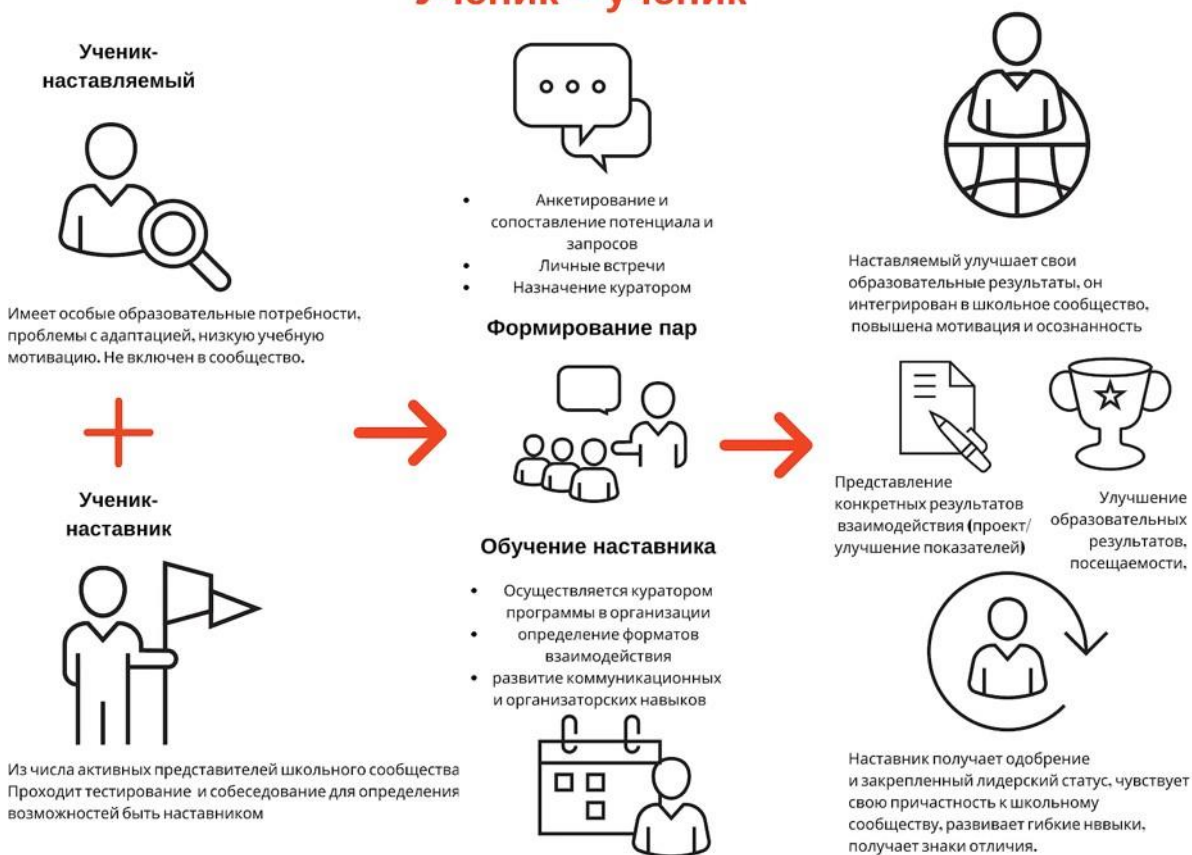 Ученик – ученик
Ученик-
наставляемый
Имеет особые образовательные потребности,
проблемы с адаптацией, низкую учебную
мотивацию. Не включен в сообщество.
Ученик-
наставник
Из числа активных представителей школьного сообщества
Проходит тестирование и собеседование для определения
возможностей быть наставником
• Анкетирование и
сопоставление потенциала и
запросов
• Личные встречи
• Назначение куратором
Формирование пар
Обучение наставника
• Осуществляется куратором
программы в организации
• определение форматов
взаимодействия
• развитие коммуникационных
и организаторских навыков
Наставляемый улучшает свои
образовательные результаты, он
интегрирован в школьное сообщество,
повышена мотивация и осознанность
Представление
конкретных результатов
взаимодействия (проект/
улучшение показателей)
Улучшение
образовательных
результатов,
посещаемости,
Наставник получает одобрение
и закрепленный лидерский статус, чувствует
свою причастность к школьному
сообществу, развивает гибкие нввыки,
получает знаки отличия.